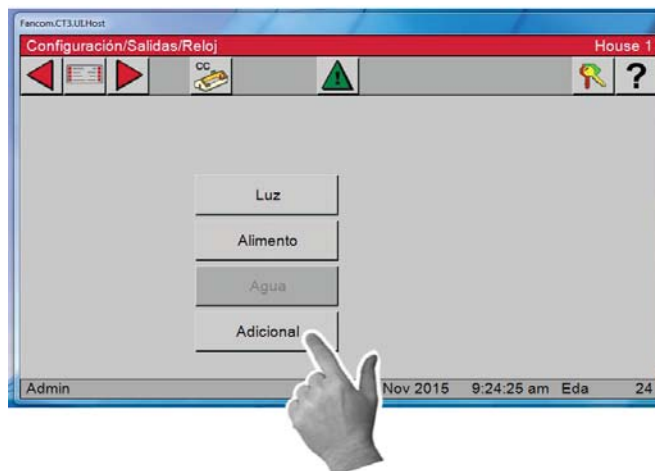 Fancom.CT3.UI.Host
Configuración/Salidas/Reloj House 1
CC
?
Luz
Alimento
Agua
Adicional
Admin Nov 2015 9:24:25 am Eda 24